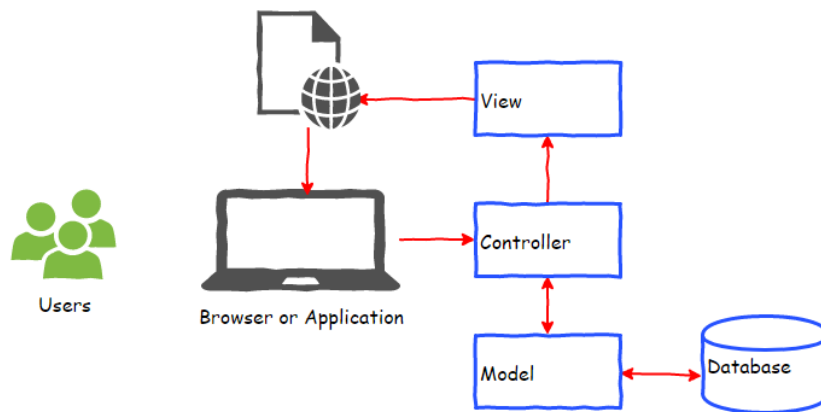 View
Controller
Users
Browser or Application
Model
Database